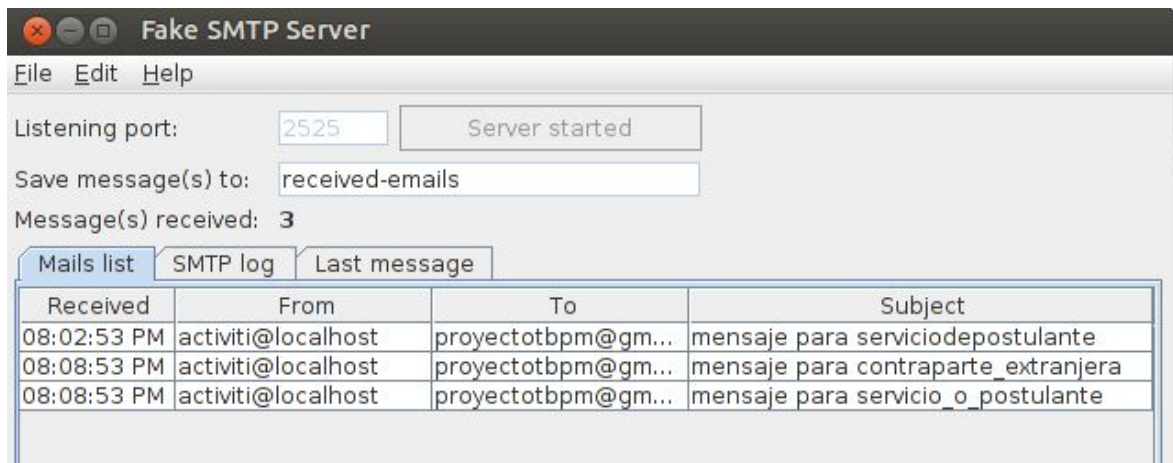 Fake SMTP Server
File Edit Help
Listening port: 2525 Server started
Save message(s) to: received-emails
Message(s) received: 3
Mails list SMTP log Last message
Received From To Subject
08:02:53 PM activiti@localhost proyectotbpm@gm... mensaje para serviciodepostulante
08:08:53 PM activiti@localhost proyectotbpm@gm... mensaje para contraparte_extranjera
08:08:53 PM activiti@localhost proyectotbpm@gm... mensaje para servicio_o_postulante